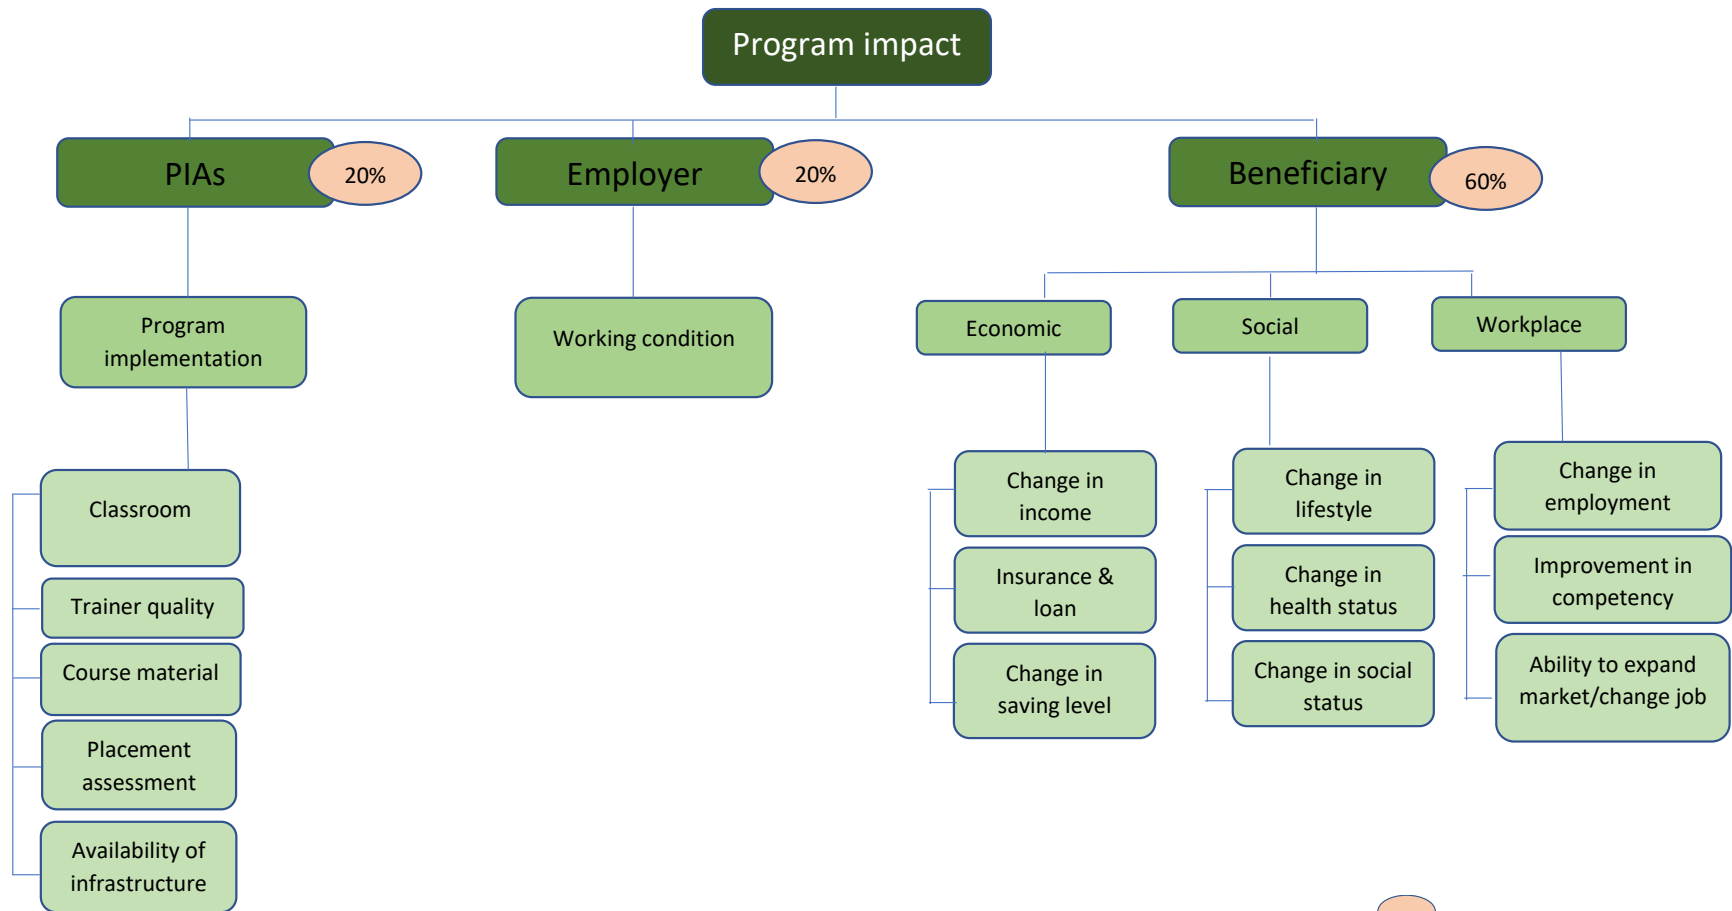 Program impact
PIAs
20%
Employer
20%
Beneficiary
60%
Program
implementation
Working condition
Economic
Social
Workplace
Classroom
Trainer quality
Course material
Placement
assessment
Availability of
infrastructure
Change in
income
Insurance &
loan
Change in
saving level
Change in
lifestyle
Change in
health status
Change in social
status
Change in
employment
Improvement in
competency
Ability to expand
market/change job